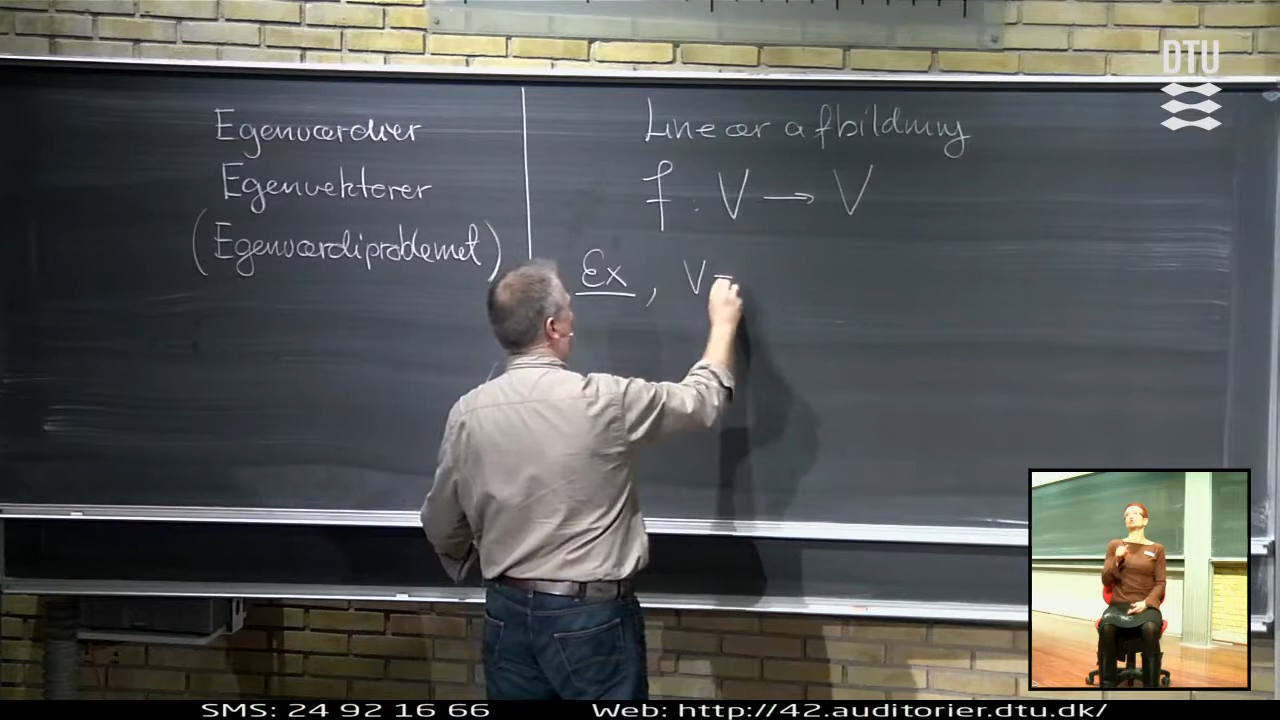 Egenværdier
Egenvektorer
(Egenværdiproblemet)
Lineær afbildning
f : V → V
Ex, V =
DTU
SMS: 24 92 16 66 Web: http://42.auditorier.dtu.dk/